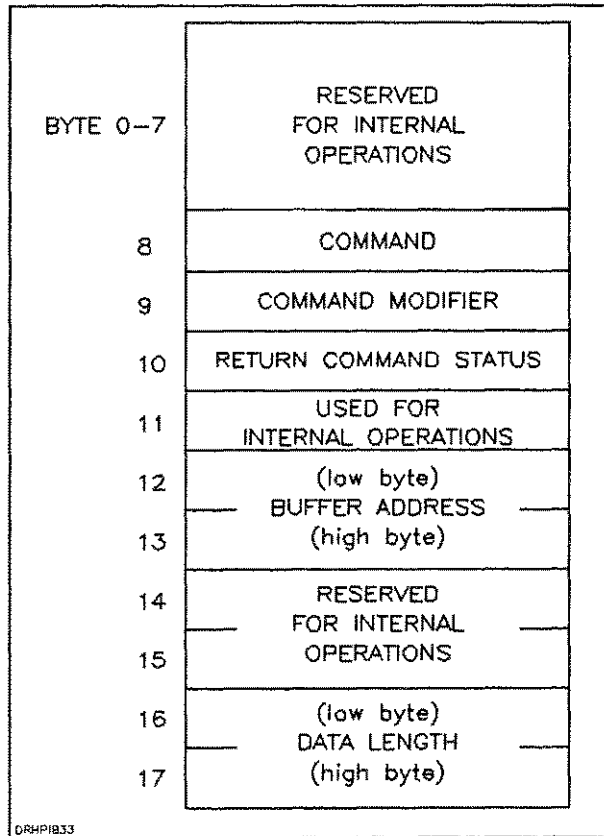 RESERVED
BYTE 0-7 FOR INTERNAL
OPERATIONS
8 COMMAND
9 COMMAND MODIFIER
10 RETURN COMMAND STATUS
USED FOR
11 INTERNAL OPERATIONS
12 (low byte)
BUFFER ADDRESS
13 (high byte)
14 RESERVED
FOR INTERNAL
15 OPERATIONS
16 (low byte)
DATA LENGTH
17 (high byte)
DRHP1833